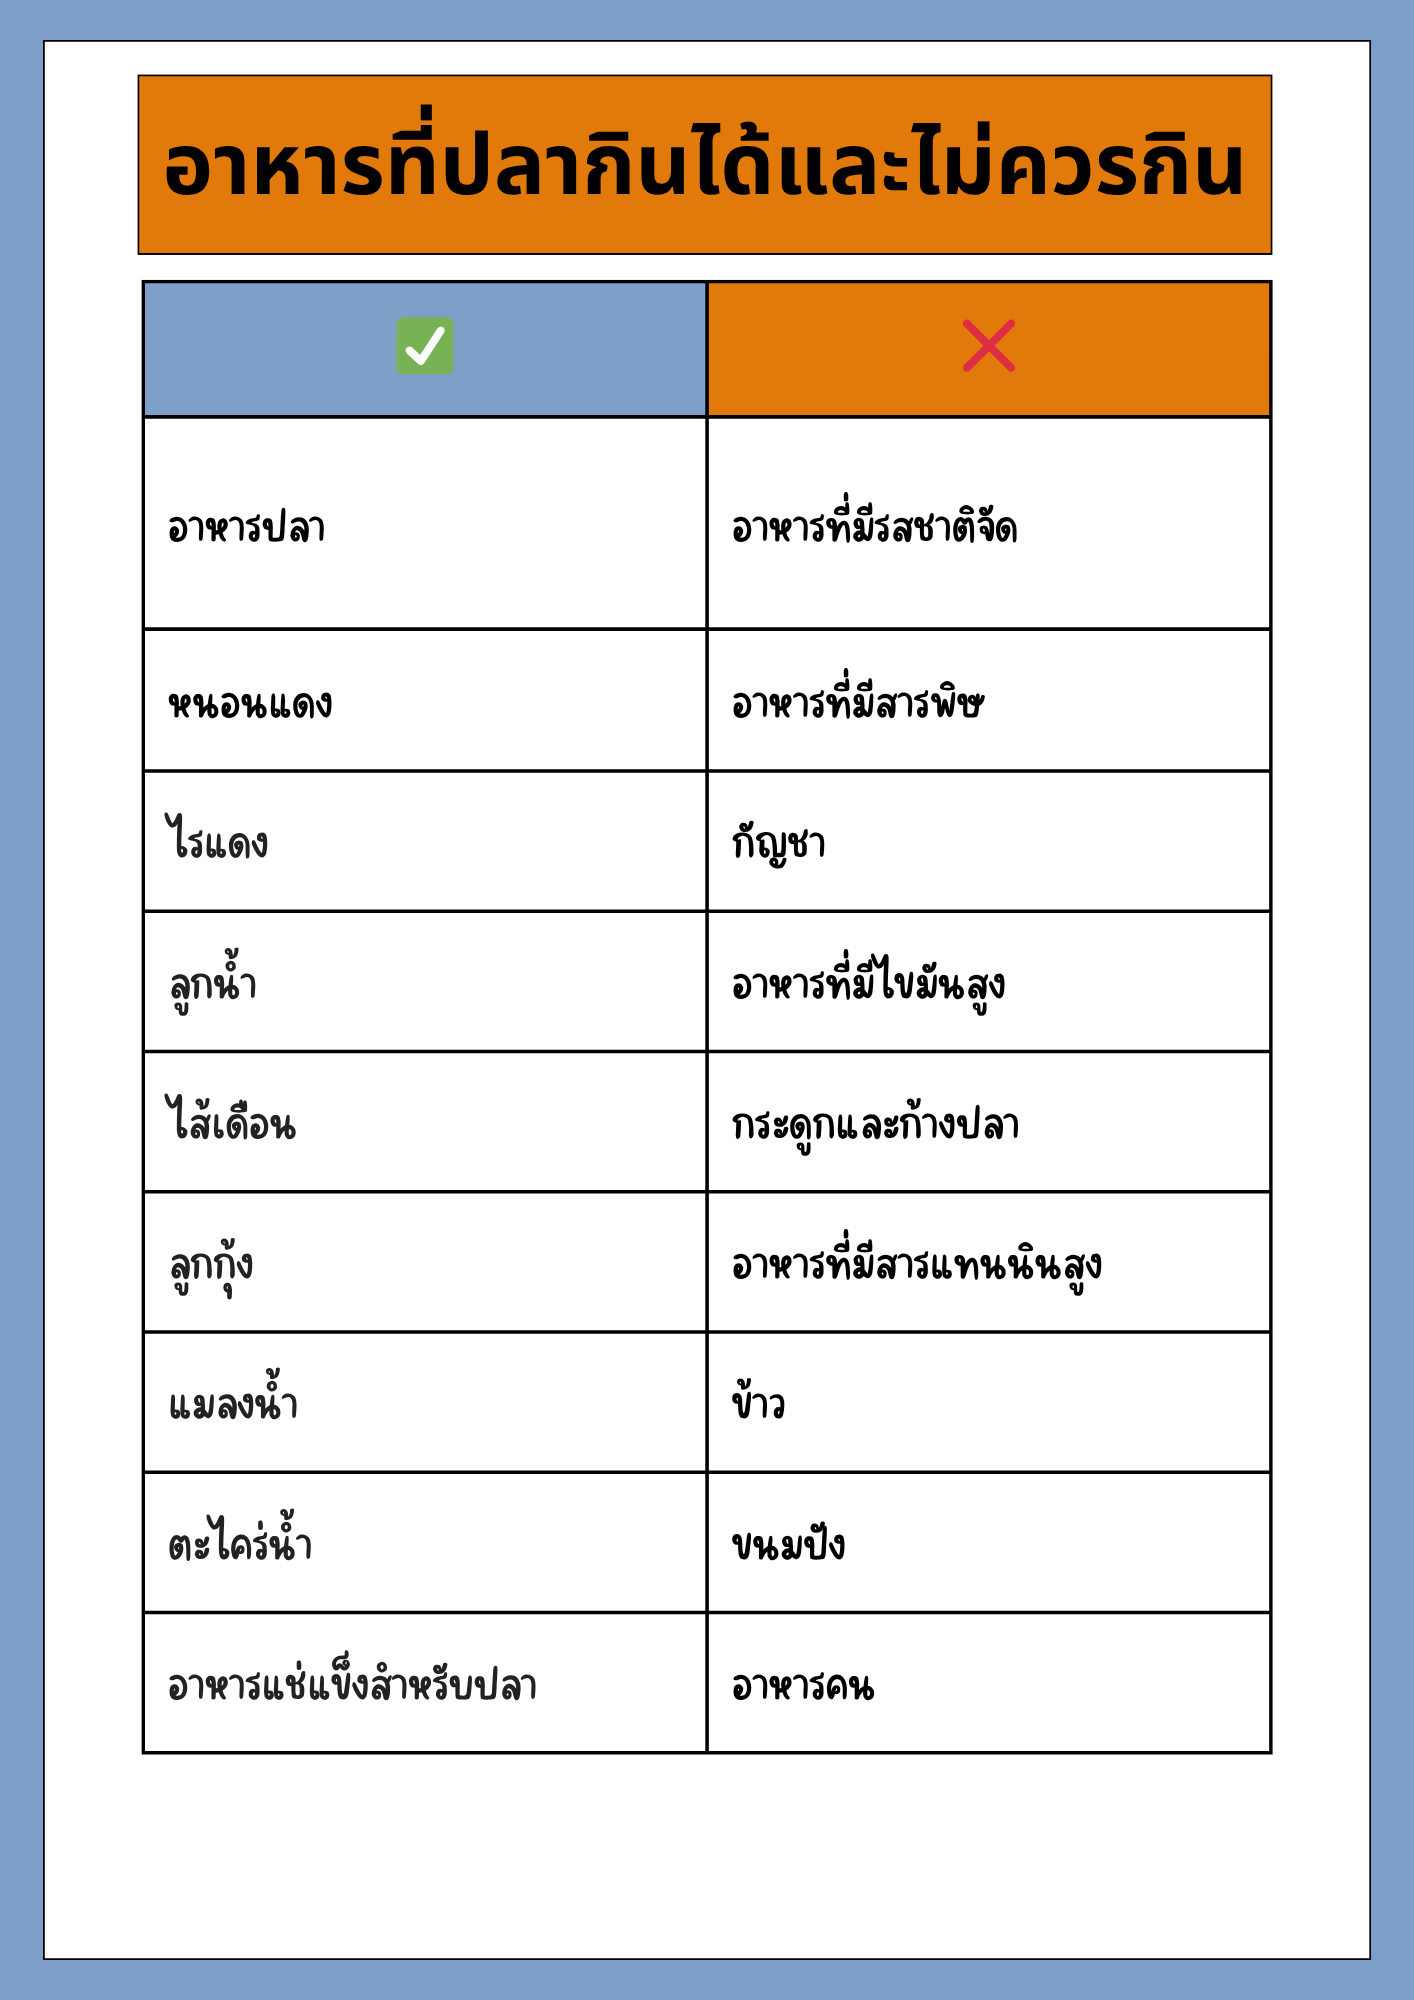 อาหารที่ปลากินได้และไม่ควรกิน
✅ ❌
อาหารปลา อาหารที่มีรสชาติจัด
หนอนแดง อาหารที่มีสารพิษ
ไรแดง กัญชา
ลูกน้ำ อาหารที่มีไขมันสูง
ไส้เดือน กระดูกและก้างปลา
ลูกกุ้ง อาหารที่มีสารแทนนินสูง
แมลงน้ำ ข้าว
ตะไคร่น้ำ ขนมปัง
อาหารแช่แข็งสำหรับปลา อาหารคน